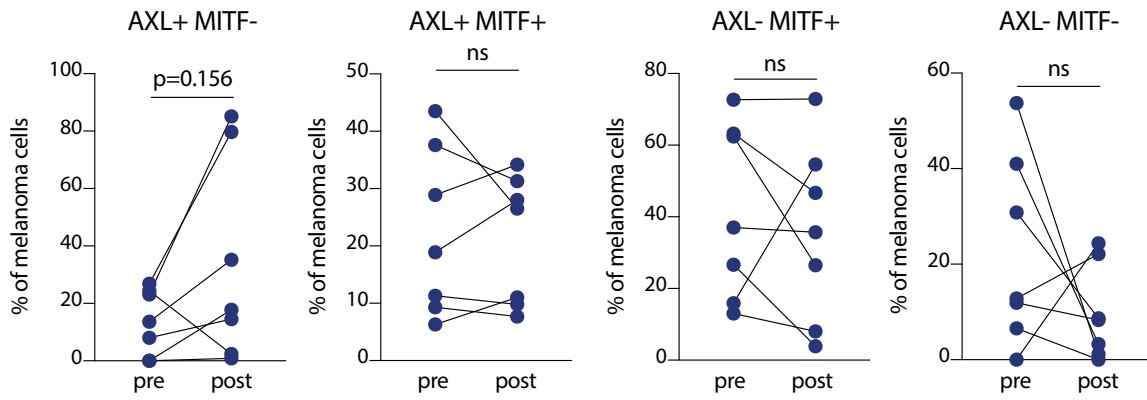 AXL+ MITF-
p=0.156
% of melanoma cells
100
80
60
40
20
0
pre post
AXL+ MITF+
ns
% of melanoma cells
50
40
30
20
10
0
pre post
AXL- MITF+
ns
% of melanoma cells
80
60
40
20
0
pre post
AXL- MITF-
ns
% of melanoma cells
60
40
20
0
pre post